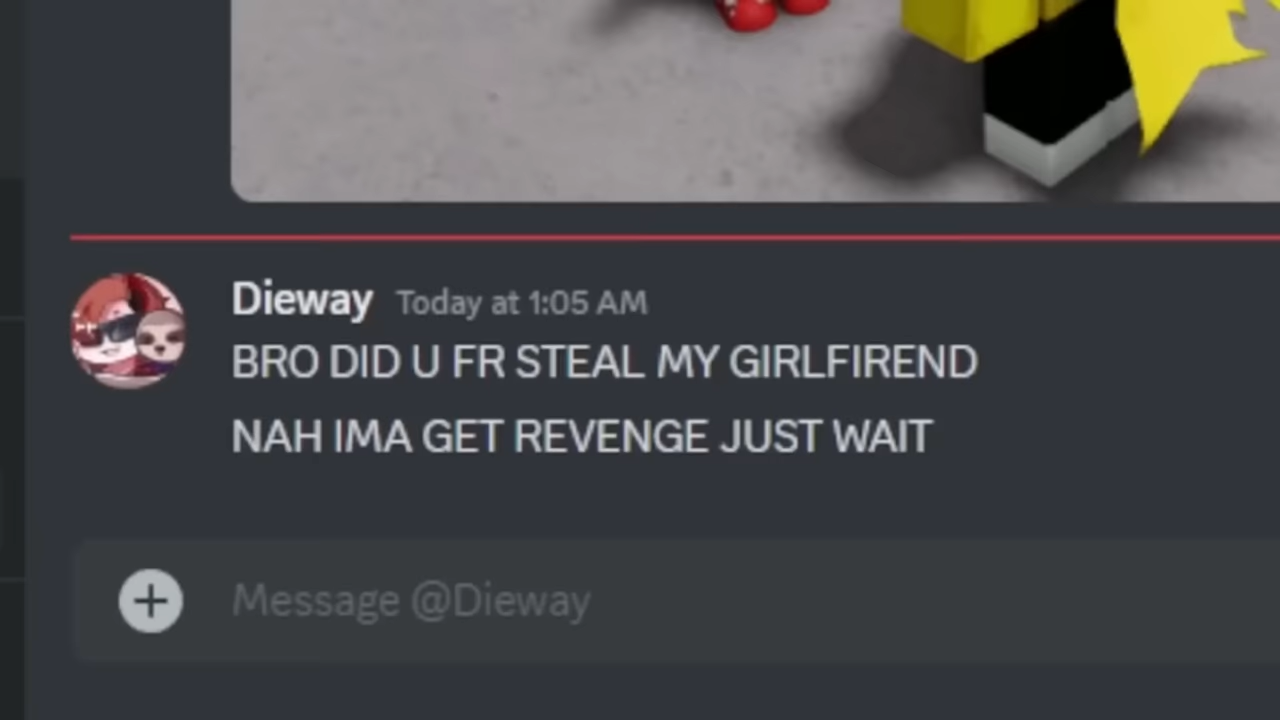 Dieway Today at 1:05 AM
BRO DID U FR STEAL MY GIRLFIREND
NAH IMA GET REVENGE JUST WAIT
Message @Dieway